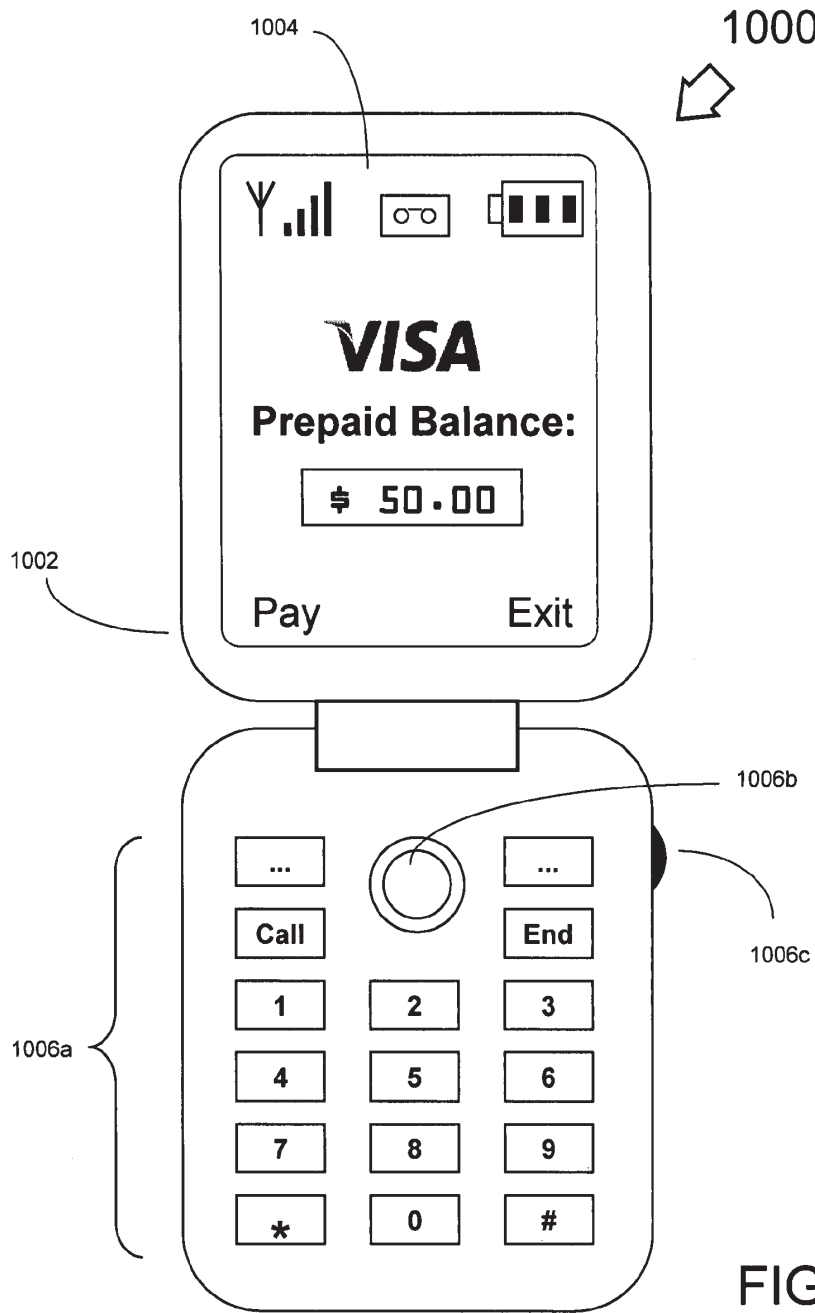 1004
1000
VISA
Prepaid Balance:
$ 50.00
1002
Pay Exit
1006b
... ...
Call End
1006c
1 2 3
1006a
4 5 6
7 8 9
* 0 #
FIG